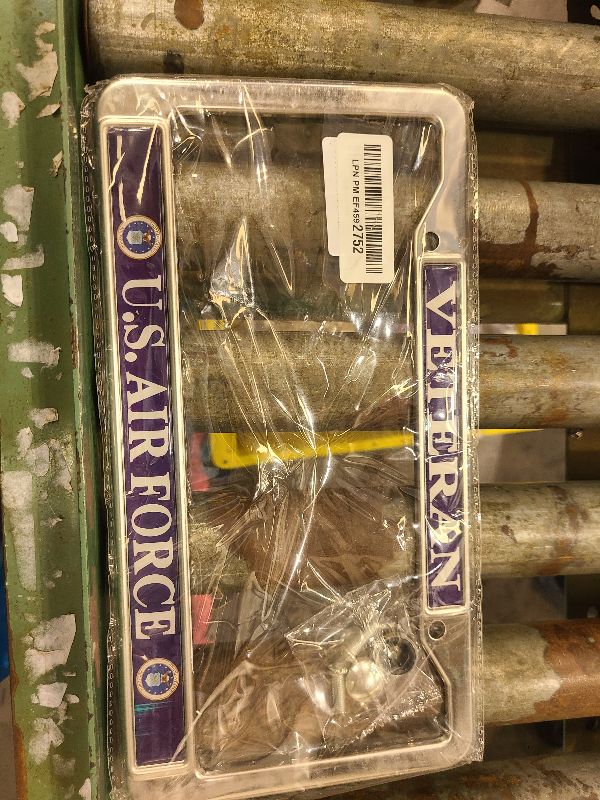 VETERAN
LPN PM EF459 2752
U.S. AIR FORCE